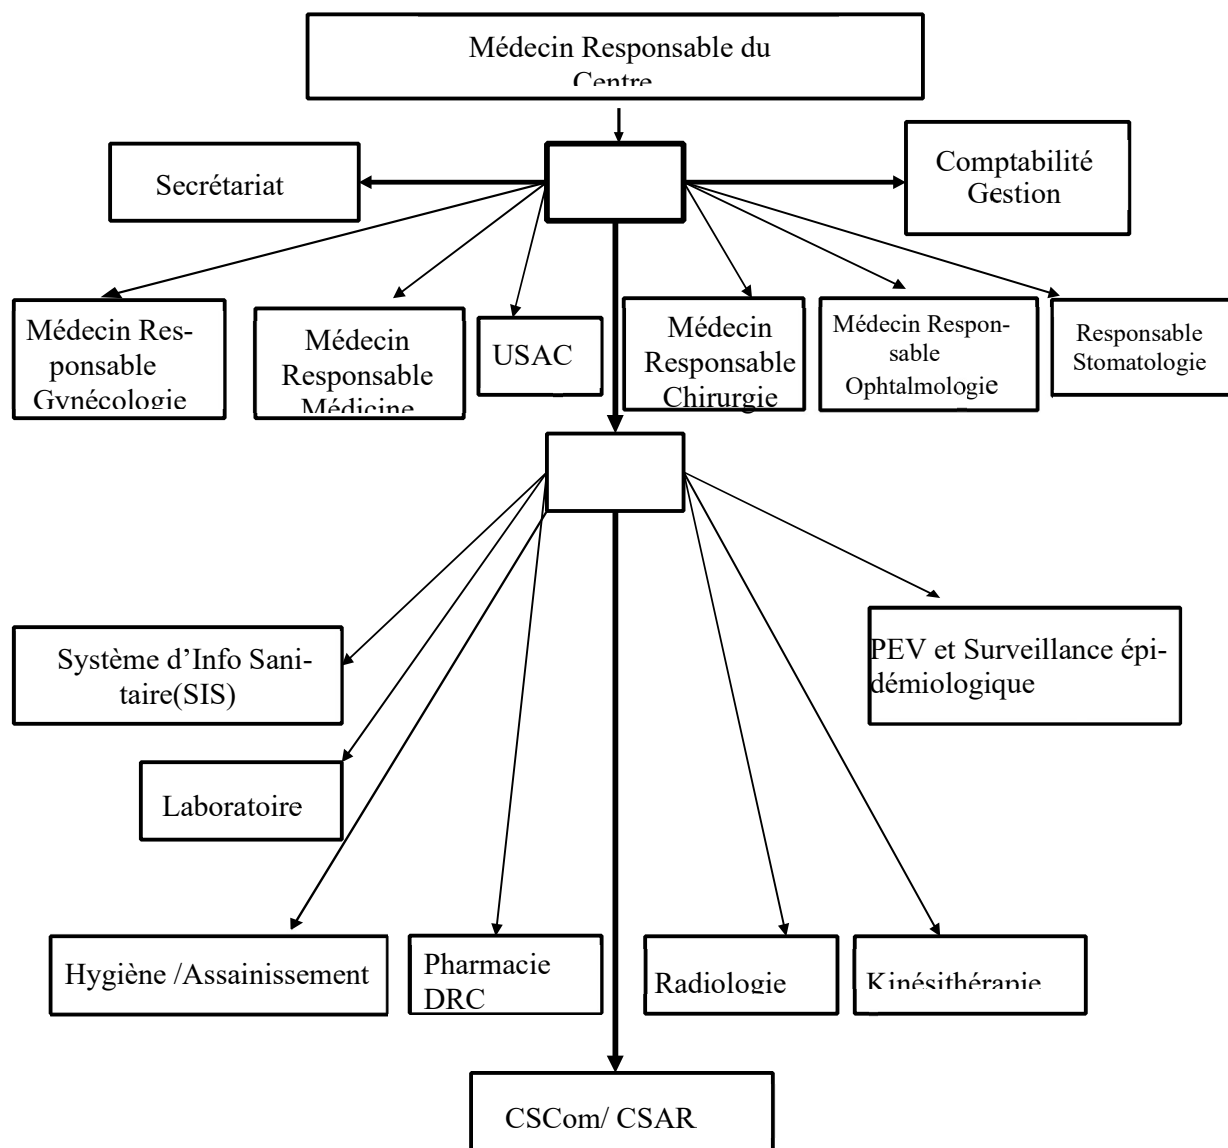 Médecin Responsable du
Centre
Secrétariat
Comptabilité
Gestion
Médecin Res-
ponsable
Gynécologie
Médecin
Responsable
Médicine
USAC
Médecin
Responsable
Chirurgie
Médecin Respon-
sable
Ophtalmologie
Responsable
Stomatologie
Système d’Info Sani-
taire(SIS)
PEV et Surveillance épi-
démiologique
Laboratoire
Hygiène /Assainissement
Pharmacie
DRC
Radiologie
Kinésithérapie
CSCom/ CSAR